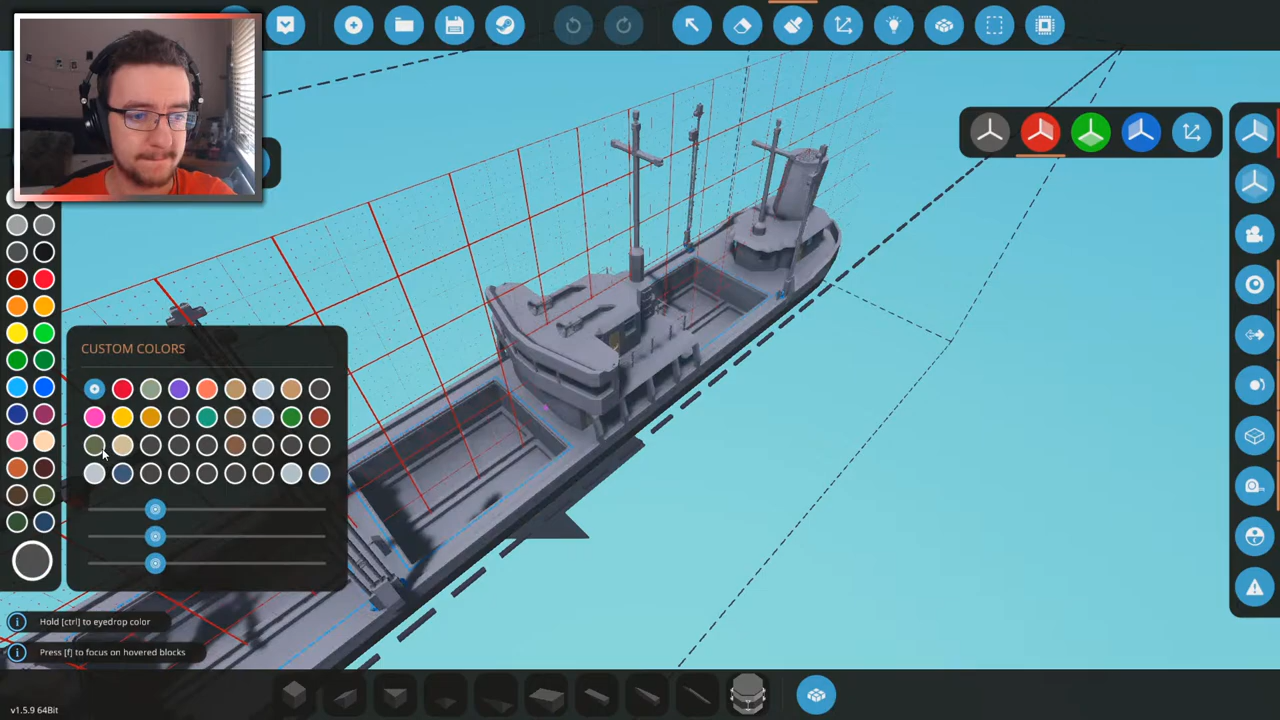 CUSTOM COLORS
Hold [ctrl] to eyedrop color
Press [f] to focus on hovered blocks
v1.5.9 64Bit